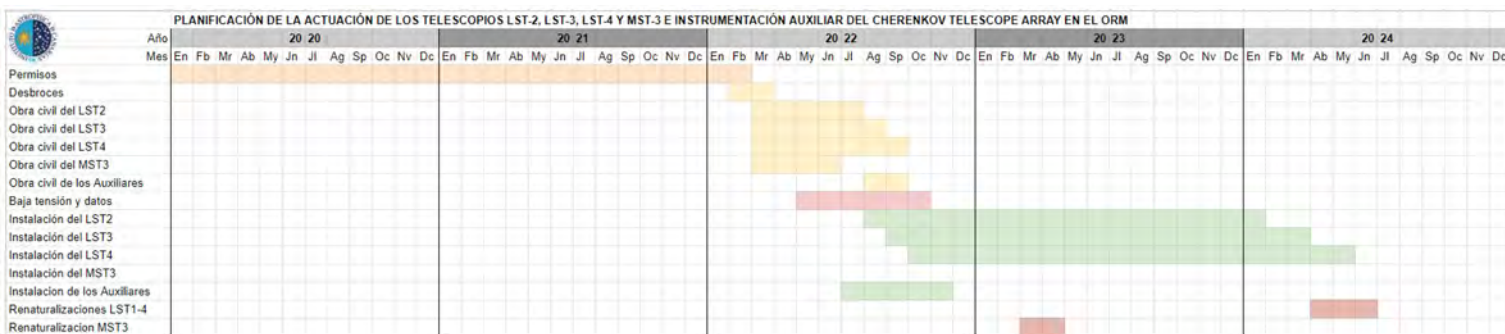 PLANIFICACIÓN DE LA ACTUACIÓN DE LOS TELESCOPIOS LST-2, LST-3, LST-4 Y MST-3 E INSTRUMENTACIÓN AUXILIAR DEL CHERENKOV TELESCOPE ARRAY EN EL ORM
Año 20 20 20 21 20 22 20 23 20 24
Mes En Fb Mr Ab My Jn Jl Ag Sp Oc Nv Dc En Fb Mr Ab My Jn Jl Ag Sp Oc Nv Dc En Fb Mr Ab My Jn Jl Ag Sp Oc Nv Dc En Fb Mr Ab My Jn Jl Ag Sp Oc Nv Dc En Fb Mr Ab My Jn Jl Ag Sp Oc Nv Dc
Permisos
Desbroces
Obra civil del LST2
Obra civil del LST3
Obra civil del LST4
Obra civil del MST3
Obra civil de los Auxiliares
Baja tensión y datos
Instalación del LST2
Instalación del LST3
Instalación del LST4
Instalación del MST3
Instalacion de los Auxiliares
Renaturalizaciones LST1-4
Renaturalizacion MST3